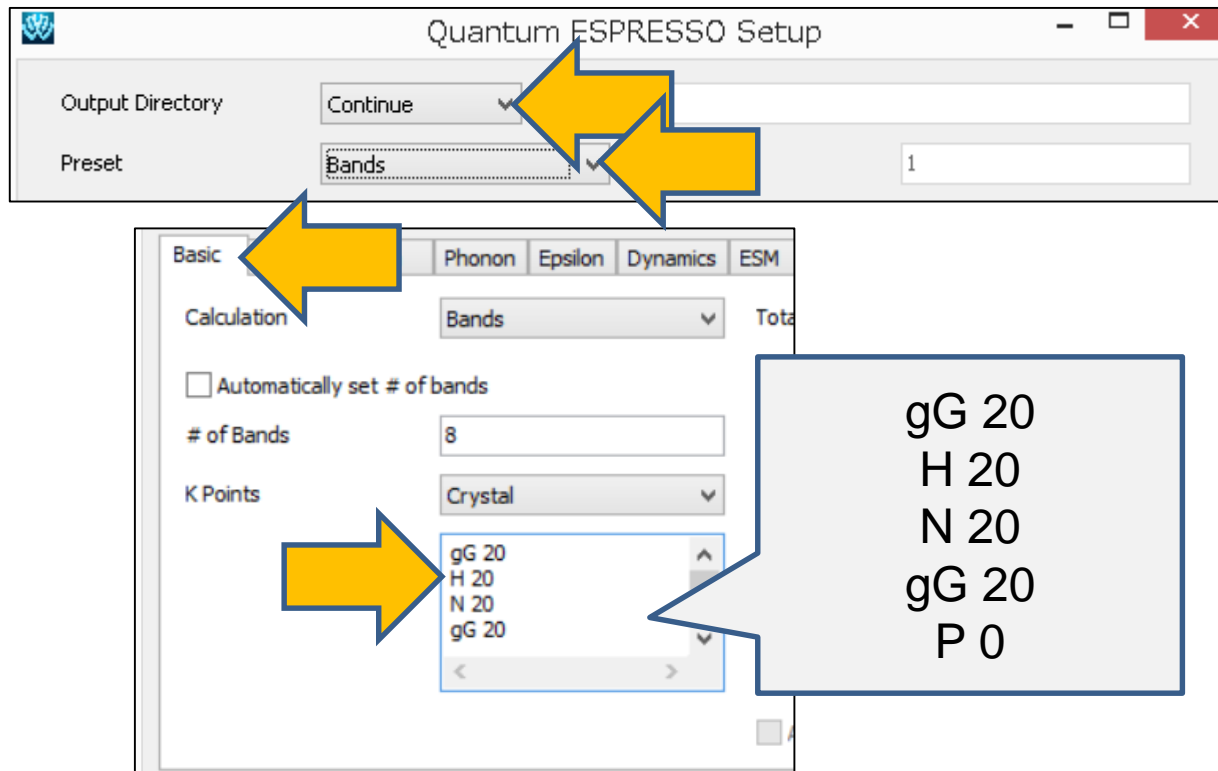 Quantum ESPRESSO Setup
Output Directory
Continue
Preset
Bands
1
Basic
Phonon
Epsilon
Dynamics
ESM
Calculation
Bands
Automatically set # of bands
# of Bands
8
K Points
Crystal
gG 20
H 20
N 20
gG 20
gG 20
H 20
N 20
gG 20
P 0